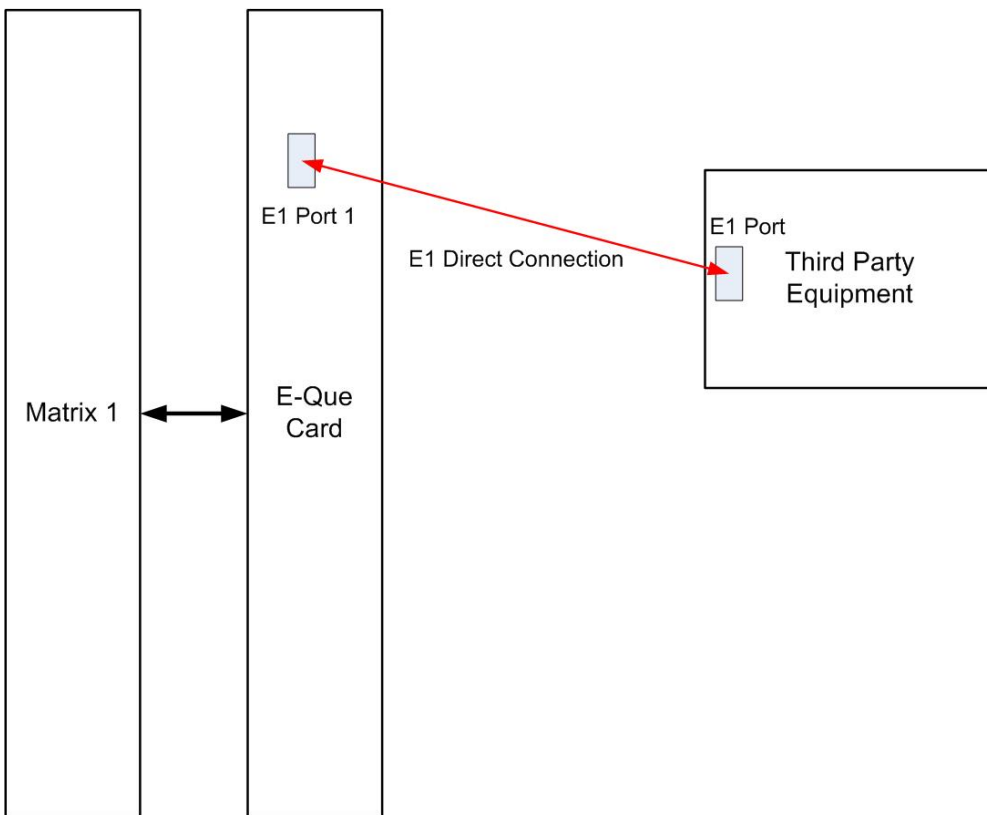 E1 Port 1
E1 Port
E1 Direct Connection
Third Party
Equipment
Matrix 1
E-Que
Card